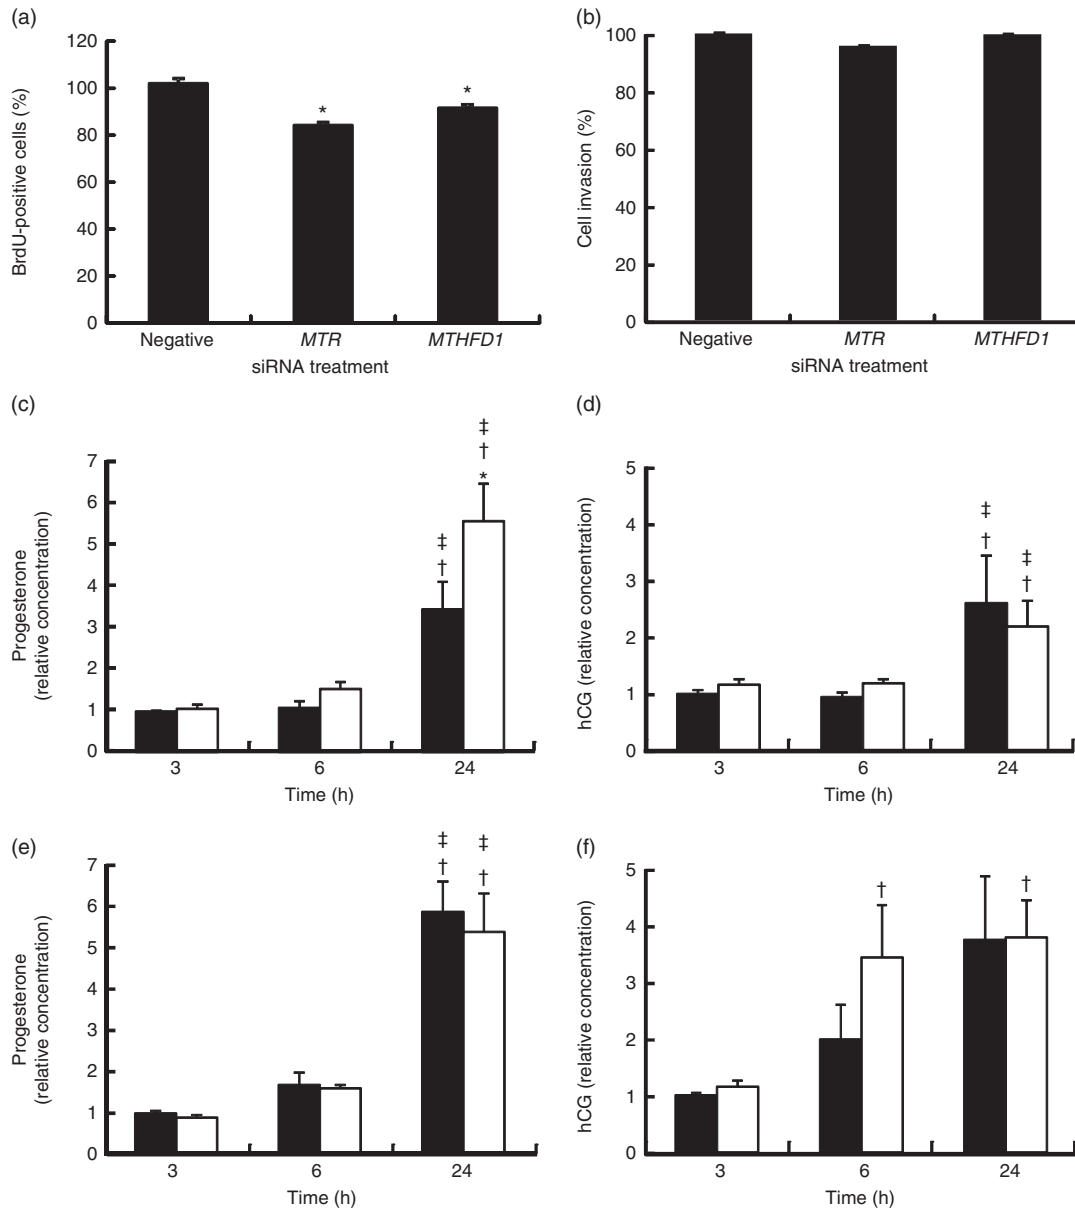 (a)
120
100
80
60
40
20
0
BrdU-positive cells (%)
*
*
Negative MTR MTHFD1
siRNA treatment
(b)
100
80
60
40
20
0
Cell invasion (%)
Negative MTR MTHFD1
siRNA treatment
(c)
7
6
5
4
3
2
1
0
Progesterone
(relative concentration)
‡
†
‡
†
*
3 6 24
Time (h)
(d)
5
4
3
2
1
0
hCG (relative concentration)
‡
†
‡
†
3 6 24
Time (h)
(e)
7
6
5
4
3
2
1
0
Progesterone
(relative concentration)
‡
†
‡
†
3 6 24
Time (h)
(f)
5
4
3
2
1
0
hCG (relative concentration)
†
†
3 6 24
Time (h)